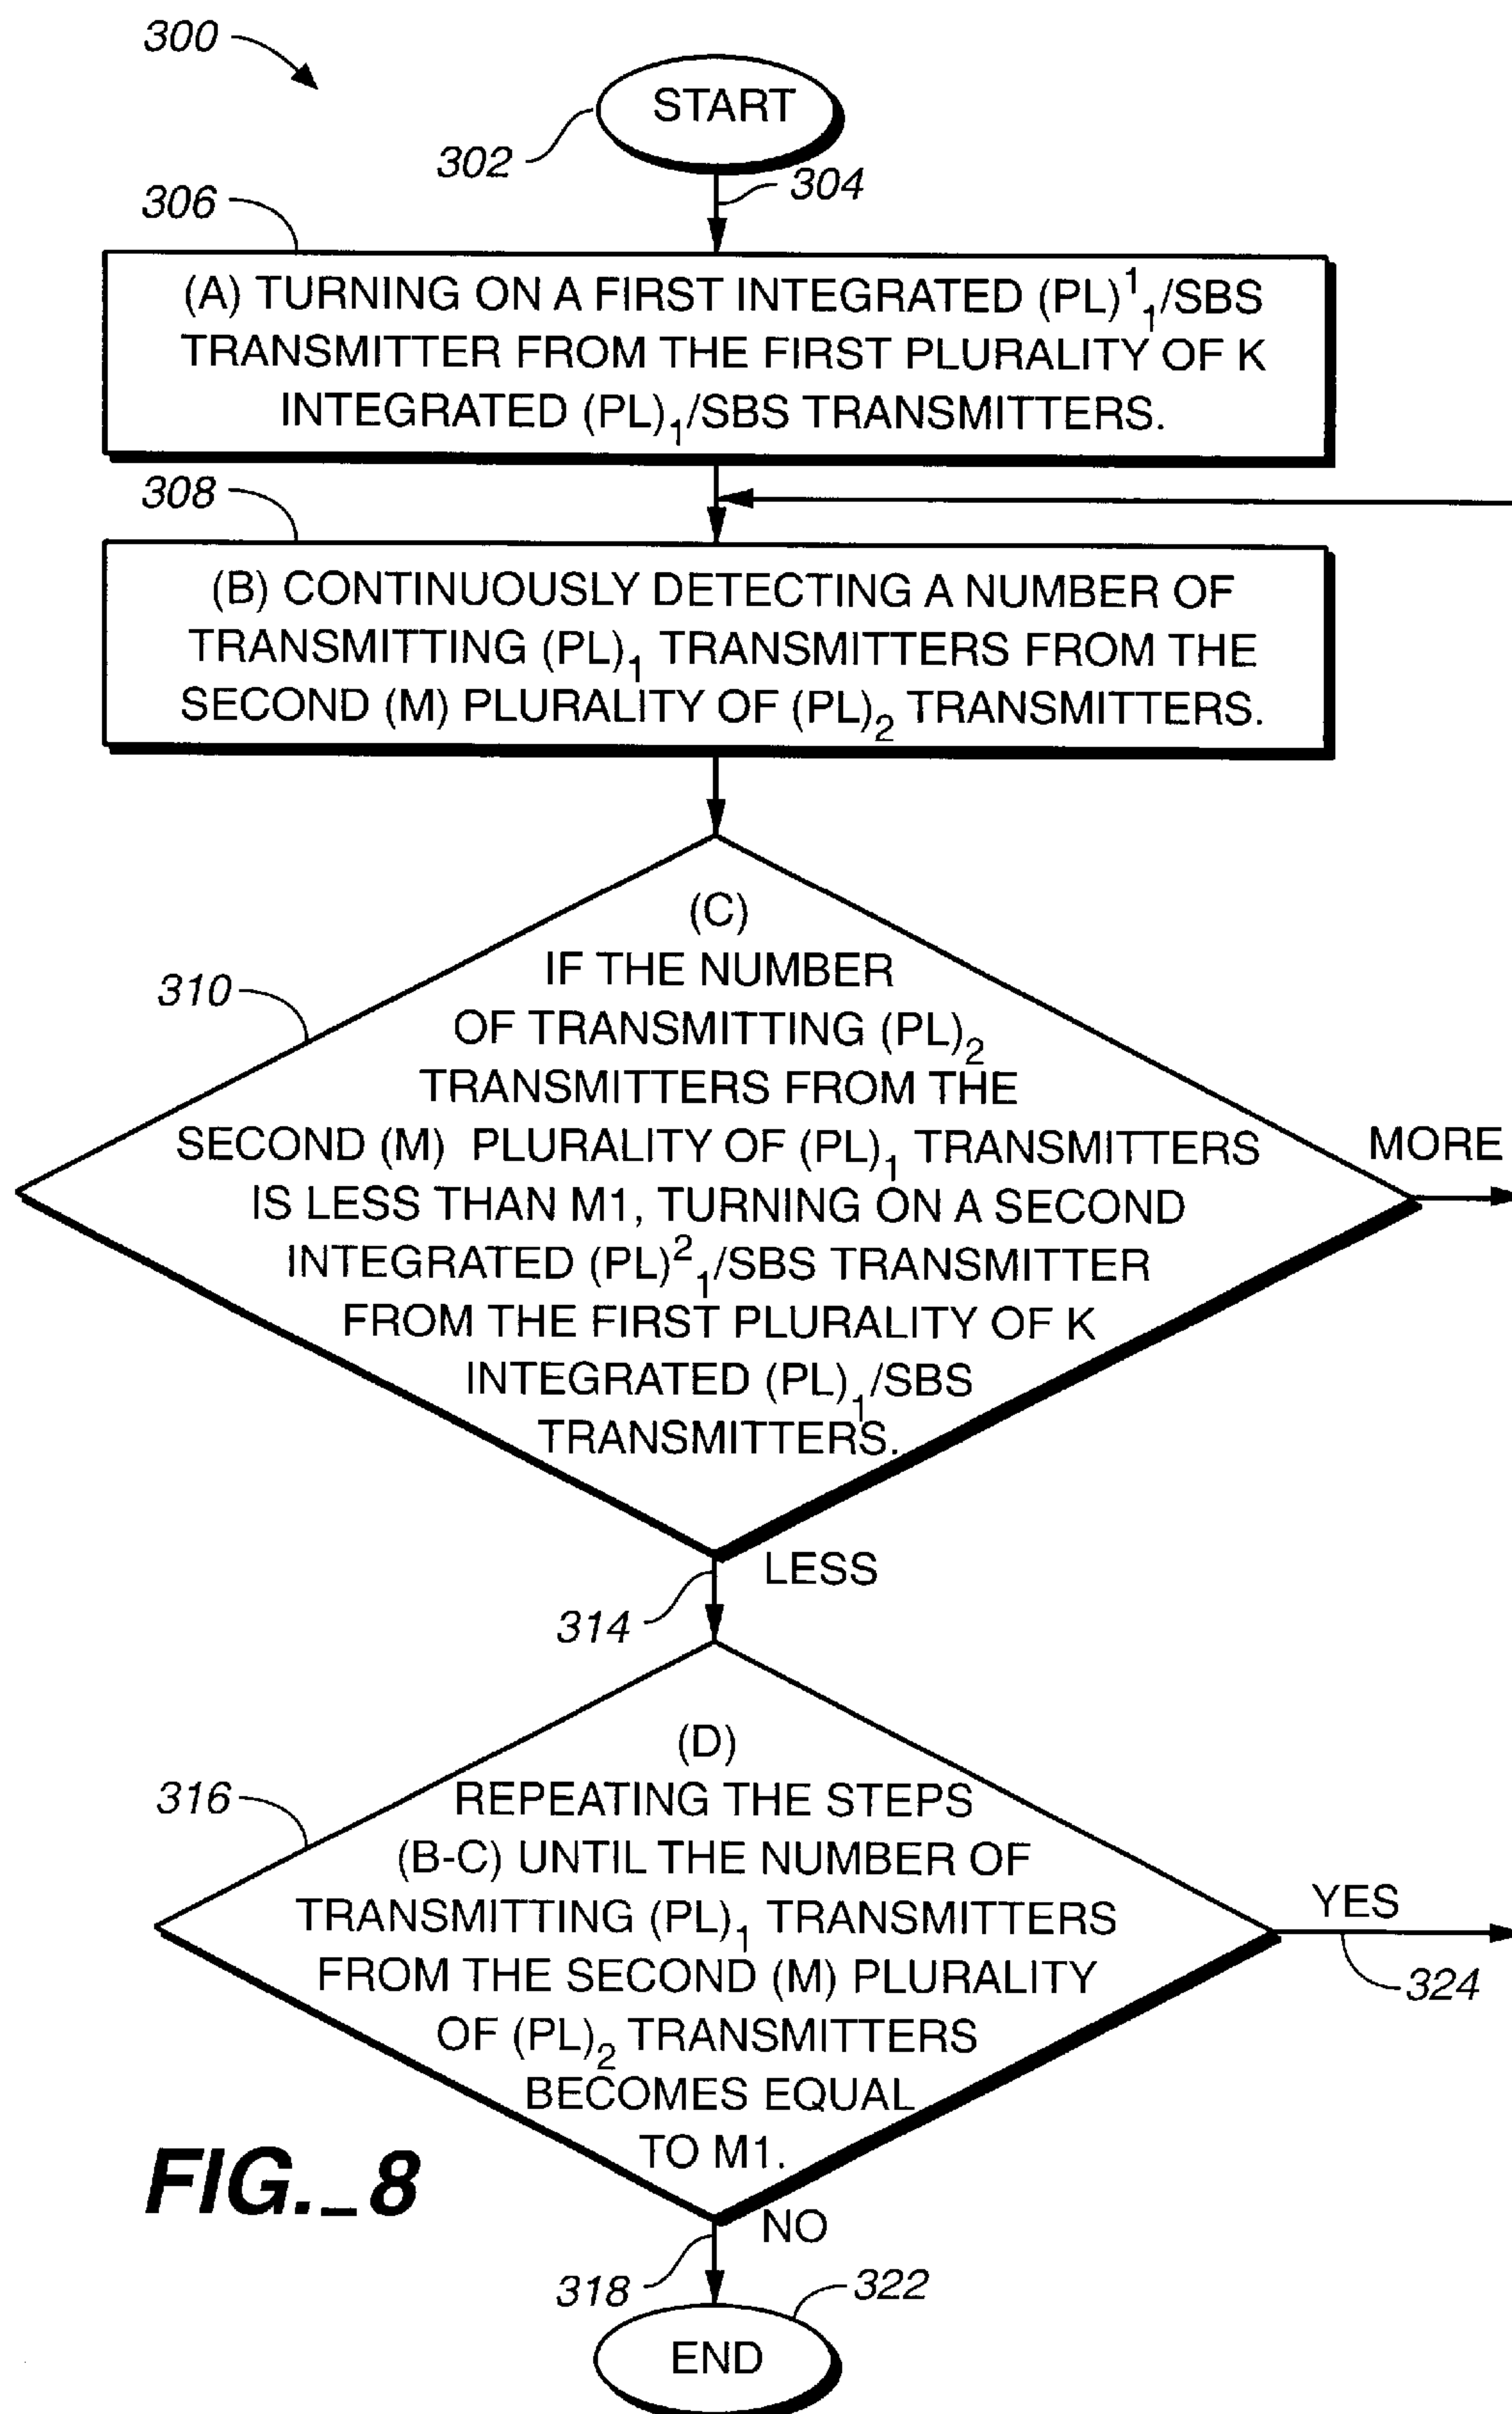 300
START
302
304
306
(A) TURNING ON A FIRST INTEGRATED (PL)¹₁/SBS
TRANSMITTER FROM THE FIRST PLURALITY OF K
INTEGRATED (PL)₁/SBS TRANSMITTERS.
308
(B) CONTINUOUSLY DETECTING A NUMBER OF
TRANSMITTING (PL)₁ TRANSMITTERS FROM THE
SECOND (M) PLURALITY OF (PL)₂ TRANSMITTERS.
310
(C)
IF THE NUMBER
OF TRANSMITTING (PL)₂
TRANSMITTERS FROM THE
SECOND (M) PLURALITY OF (PL)₁ TRANSMITTERS
IS LESS THAN M1, TURNING ON A SECOND
INTEGRATED (PL)²₁/SBS TRANSMITTER
FROM THE FIRST PLURALITY OF K
INTEGRATED (PL)₁/SBS
TRANSMITTERS.
MORE
LESS
314
316
(D)
REPEATING THE STEPS
(B-C) UNTIL THE NUMBER OF
TRANSMITTING (PL)₁ TRANSMITTERS
FROM THE SECOND (M) PLURALITY
OF (PL)₂ TRANSMITTERS
BECOMES EQUAL
TO M1.
YES
324
NO
318
322
END
FIG._8